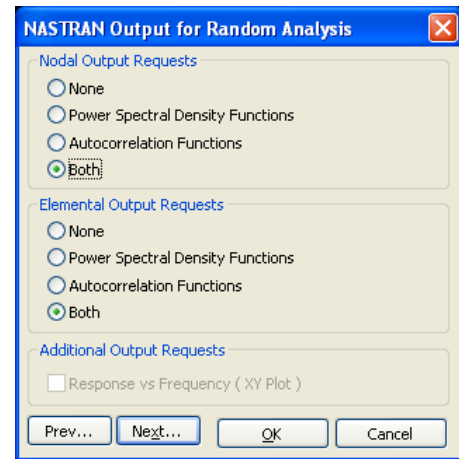 NASTRAN Output for Random Analysis
Nodal Output Requests
None
Power Spectral Density Functions
Autocorrelation Functions
Both
Elemental Output Requests
None
Power Spectral Density Functions
Autocorrelation Functions
Both
Additional Output Requests
Response vs Frequency ( XY Plot )
Prev... Next... OK Cancel